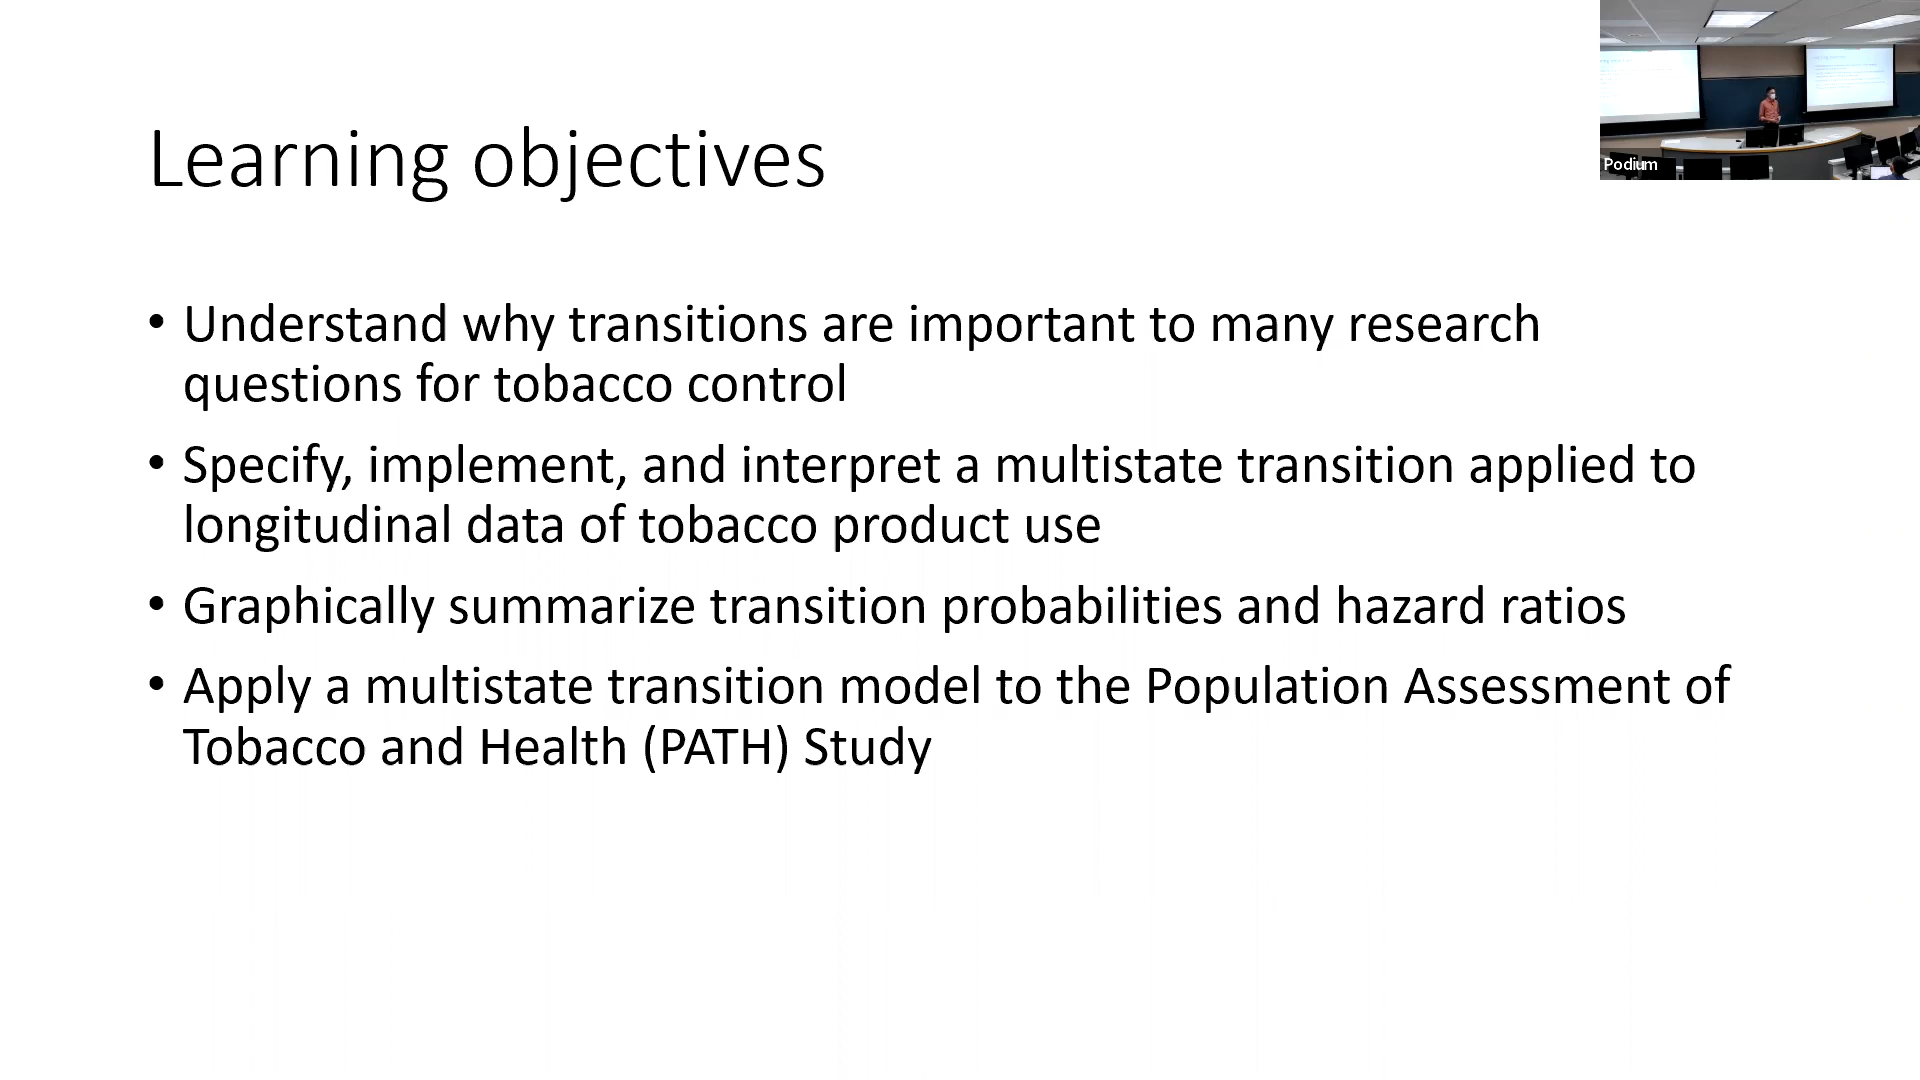 Learning objectives
• Understand why transitions are important to many research
questions for tobacco control
• Specify, implement, and interpret a multistate transition applied to
longitudinal data of tobacco product use
• Graphically summarize transition probabilities and hazard ratios
• Apply a multistate transition model to the Population Assessment of
Tobacco and Health (PATH) Study
Podium